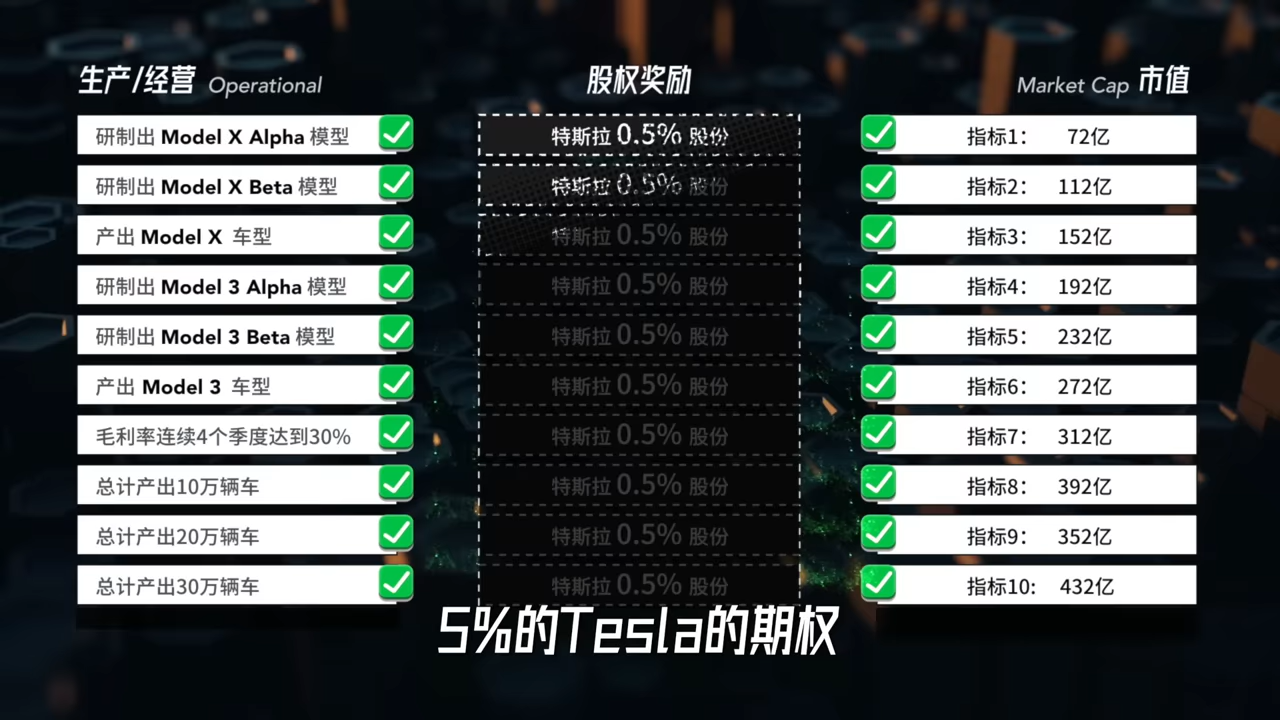 生产/经营 Operational 股权奖励 Market Cap 市值
研制出 Model X Alpha 模型 特斯拉 0.5% 股份 指标1: 72亿
研制出 Model X Beta 模型 特斯拉 0.5% 股份 指标2: 112亿
产出 Model X 车型 特斯拉 0.5% 股份 指标3: 152亿
研制出 Model 3 Alpha 模型 特斯拉 0.5% 股份 指标4: 192亿
研制出 Model 3 Beta 模型 特斯拉 0.5% 股份 指标5: 232亿
产出 Model 3 车型 特斯拉 0.5% 股份 指标6: 272亿
毛利率连续4个季度达到30% 特斯拉 0.5% 股份 指标7: 312亿
总计产出10万辆车 特斯拉 0.5% 股份 指标8: 392亿
总计产出20万辆车 特斯拉 0.5% 股份 指标9: 352亿
总计产出30万辆车 特斯拉 0.5% 股份 指标10: 432亿
5%的Tesla的期权